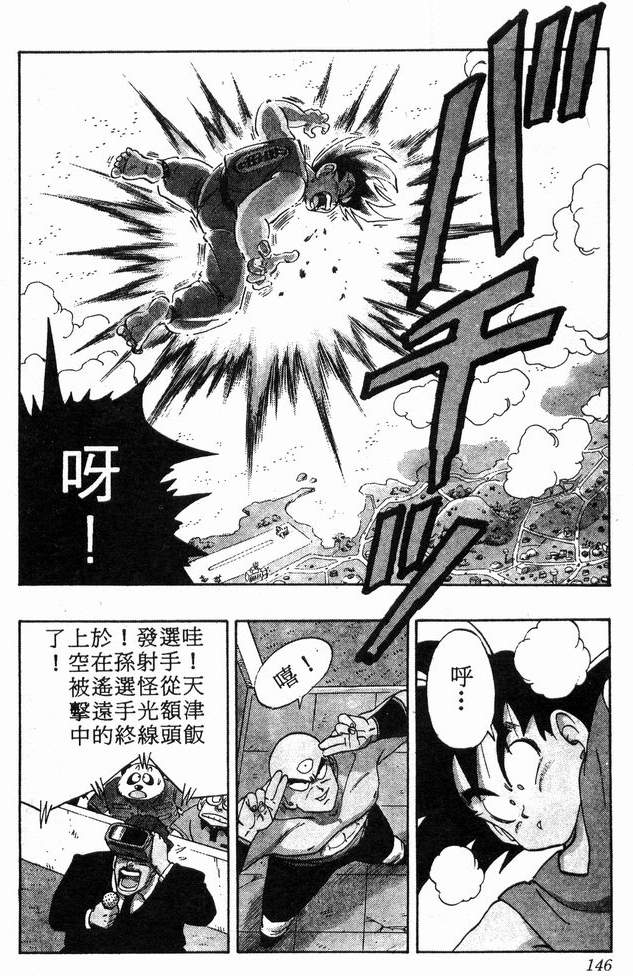 バチッ
呀！
呼…
嘻！
哇！天津飯
選手從額頭
發射怪光線
！孫選手終
於在遙遠的
上空被擊中
了！
146